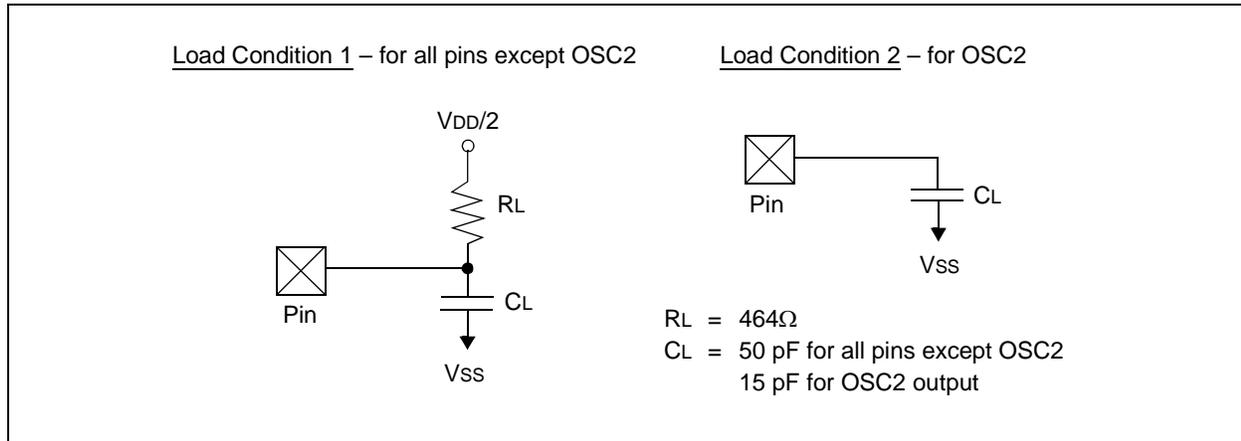 Load Condition 1 – for all pins except OSC2
Load Condition 2 – for OSC2
VDD/2
RL
Pin
CL
VSS
Pin
CL
VSS
RL = 464Ω
CL = 50 pF for all pins except OSC2
15 pF for OSC2 output